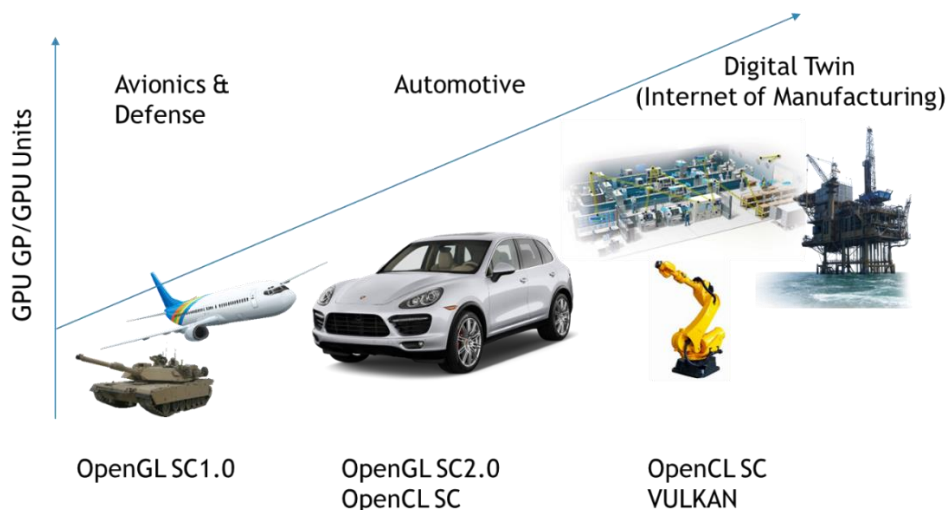 GPU GP/GPU Units
Avionics &
Defense
Automotive
Digital Twin
(Internet of Manufacturing)
OpenGL SC1.0
OpenGL SC2.0
OpenCL SC
OpenCL SC
VULKAN